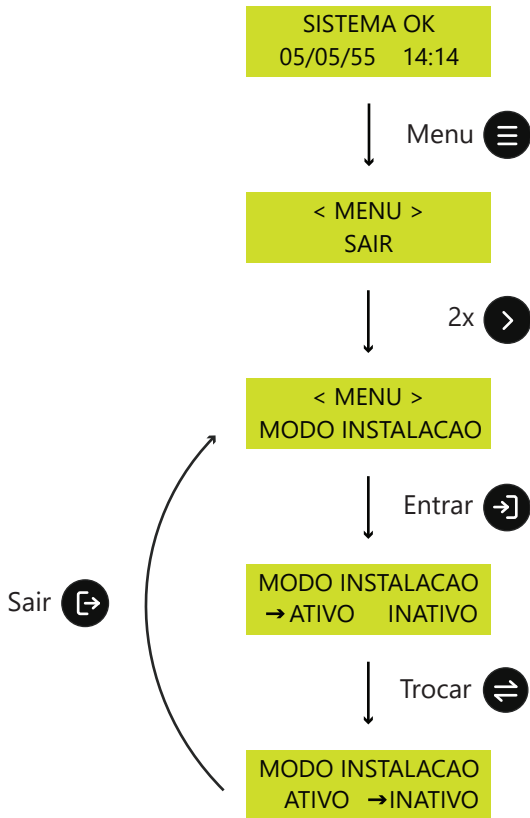 SISTEMA OK
05/05/55 14:14
Menu
< MENU >
SAIR
2x
< MENU >
MODO INSTALACAO
Entrar
MODO INSTALACAO
→ ATIVO INATIVO
Sair
Trocar
MODO INSTALACAO
ATIVO →INATIVO